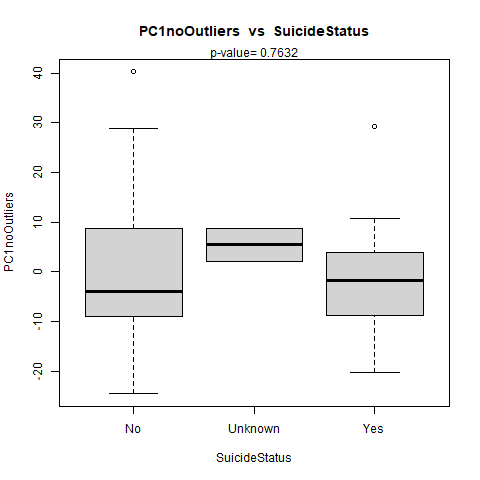 PC1noOutliers vs SuicideStatus
p-value= 0.7632
PC1noOutliers
40
30
20
10
0
-10
-20
No Unknown Yes
SuicideStatus